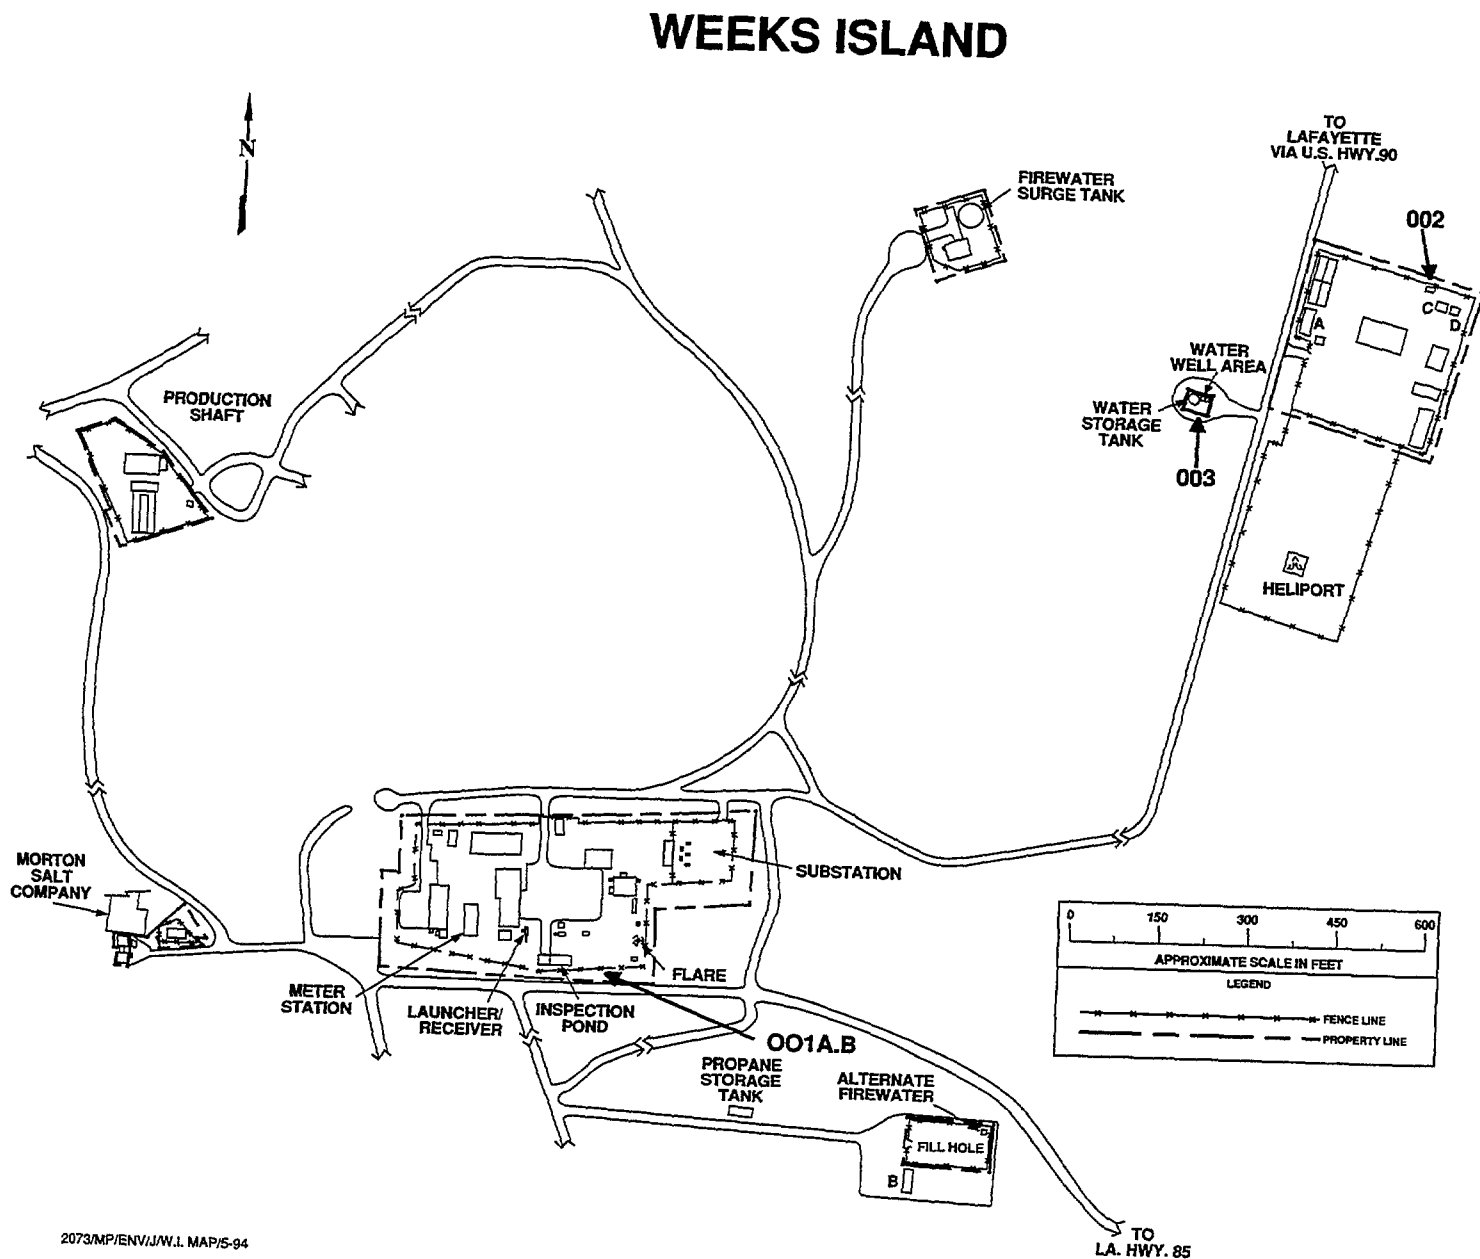 WEEKS ISLAND
N
TO
LAFAYETTE
VIA U.S. HWY.90
FIREWATER
SURGE TANK
002
C
D
A
WATER
WELL AREA
WATER
STORAGE
TANK
003
PRODUCTION
SHAFT
HELIPORT
MORTON
SALT
COMPANY
SUBSTATION
FLARE
METER
STATION
LAUNCHER/
RECEIVER
INSPECTION
POND
OO1A.B
0 150 300 450 600
APPROXIMATE SCALE IN FEET
LEGEND
FENCE LINE
PROPERTY LINE
PROPANE
STORAGE
TANK
ALTERNATE
FIREWATER
FILL HOLE
B
TO
LA. HWY. 85
2073/MP/ENV/J/W.I. MAP/5-94